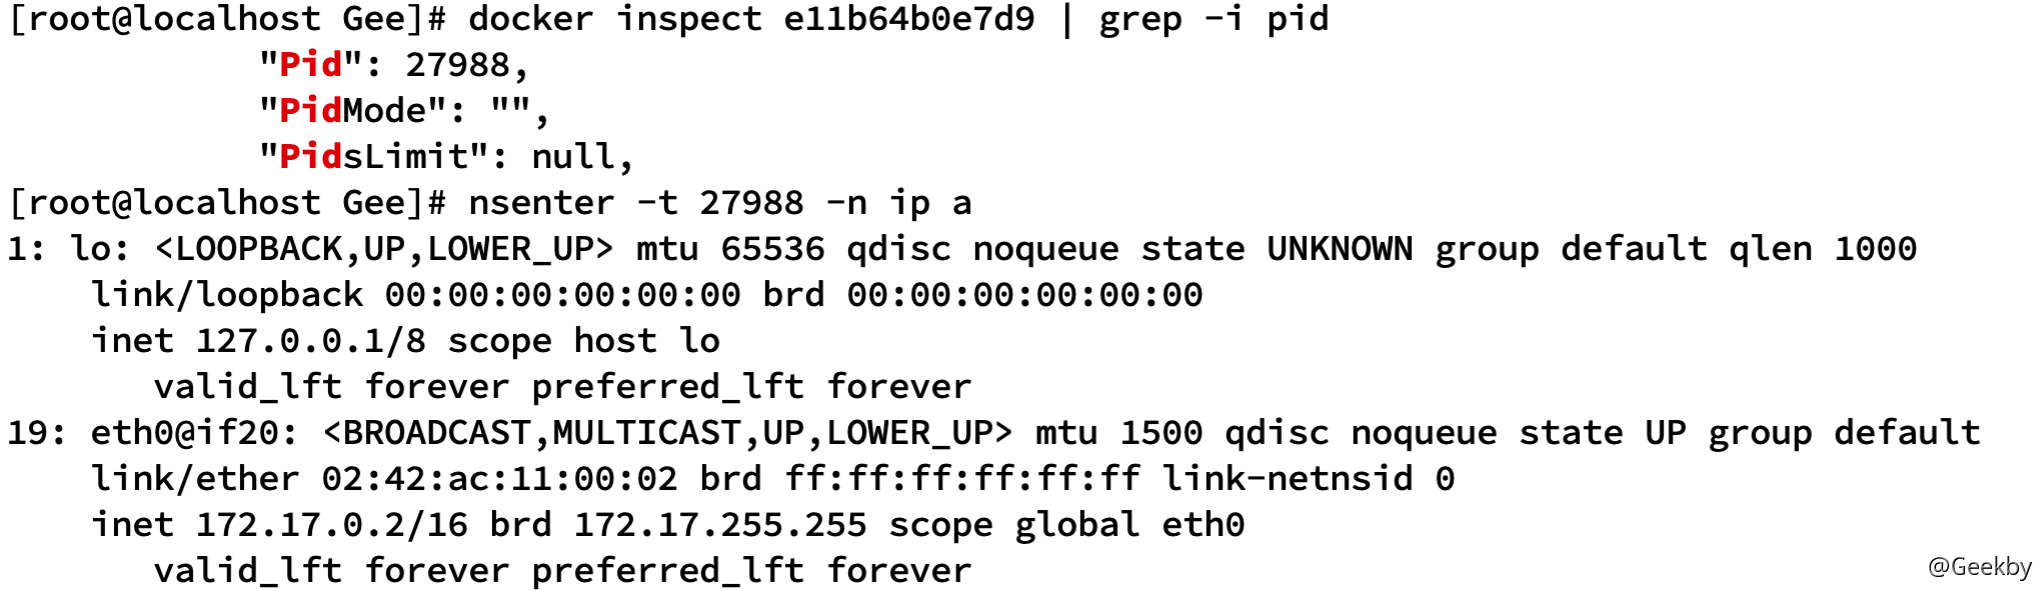 [root@localhost Gee]# docker inspect e11b64b0e7d9 | grep -i pid
"Pid": 27988,
"PidMode": "",
"PidsLimit": null,
[root@localhost Gee]# nsenter -t 27988 -n ip a
1: lo: <LOOPBACK,UP,LOWER_UP> mtu 65536 qdisc noqueue state UNKNOWN group default qlen 1000
link/loopback 00:00:00:00:00:00 brd 00:00:00:00:00:00
inet 127.0.0.1/8 scope host lo
valid_lft forever preferred_lft forever
19: eth0@if20: <BROADCAST,MULTICAST,UP,LOWER_UP> mtu 1500 qdisc noqueue state UP group default
link/ether 02:42:ac:11:00:02 brd ff:ff:ff:ff:ff:ff link-netnsid 0
inet 172.17.0.2/16 brd 172.17.255.255 scope global eth0
valid_lft forever preferred_lft forever
@Geekby